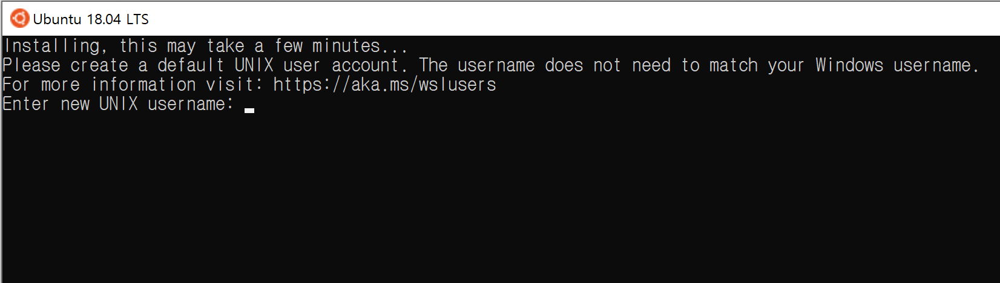 Ubuntu 18.04 LTS
Installing, this may take a few minutes...
Please create a default UNIX user account. The username does not need to match your Windows username.
For more information visit: https://aka.ms/wslusers
Enter new UNIX username: